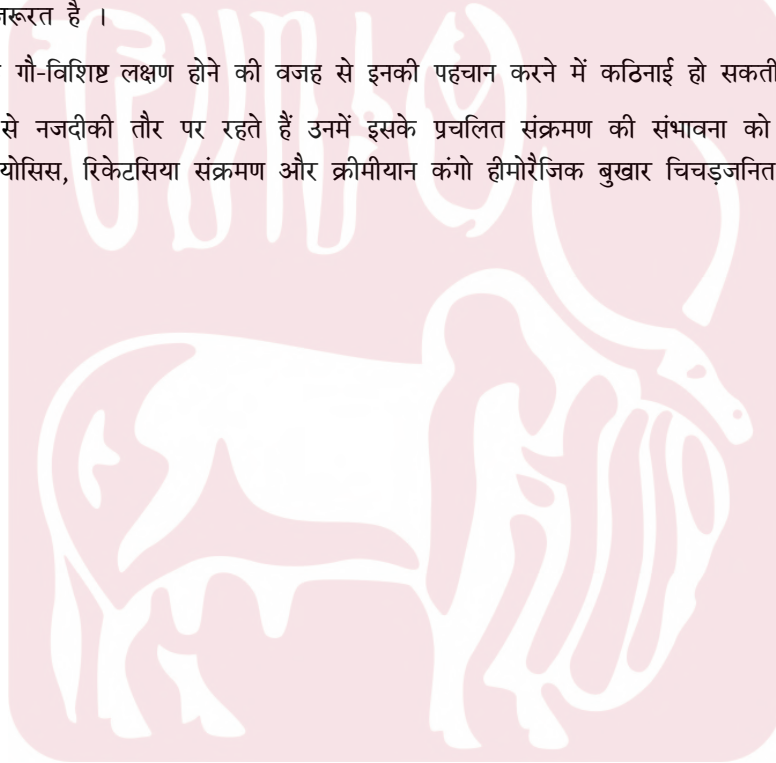 जरूरत है ।
गौ-विशिष्ट लक्षण होने की वजह से इनकी पहचान करने में कठिनाई हो सकती
से नजदीकी तौर पर रहते हैं उनमें इसके प्रचलित संक्रमण की संभावना को
रिकेटसिया संक्रमण और क्रीमीयान कंगो हीमोरैजिक बुखार चिचड़जनित